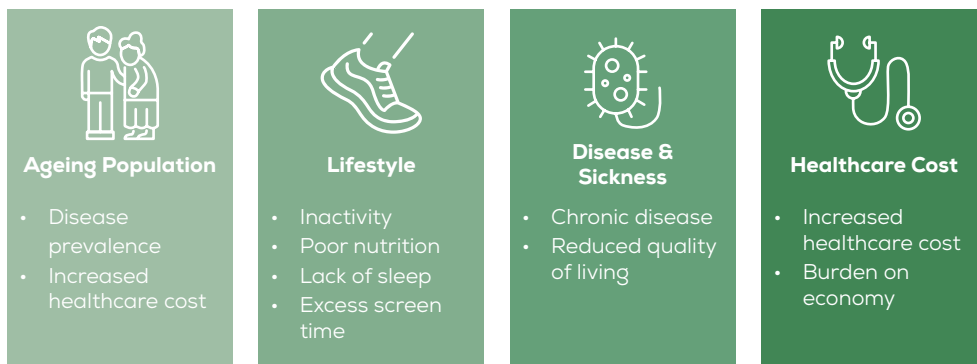 Ageing Population
• Disease
prevalence
• Increased
healthcare cost
Lifestyle
• Inactivity
• Poor nutrition
• Lack of sleep
• Excess screen
time
Disease &
Sickness
• Chronic disease
• Reduced quality
of living
Healthcare Cost
• Increased
healthcare cost
• Burden on
economy